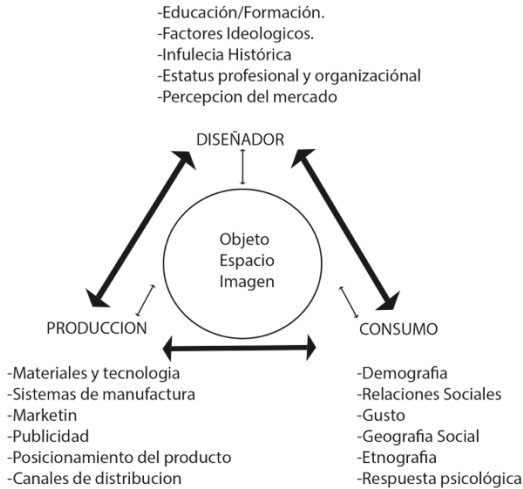 -Educación/Formación.
-Factores Ideologicos.
-Infulecia Histórica
-Estatus profesional y organizaciónal
-Percepcion del mercado
DISEÑADOR
Objeto
Espacio
Imagen
PRODUCCION
-Materiales y tecnologia
-Sistemas de manufactura
-Marketin
-Publicidad
-Posicionamiento del producto
-Canales de distribucion
CONSUMO
-Demografia
-Relaciones Sociales
-Gusto
-Geografia Social
-Etnografia
-Respuesta psicológica